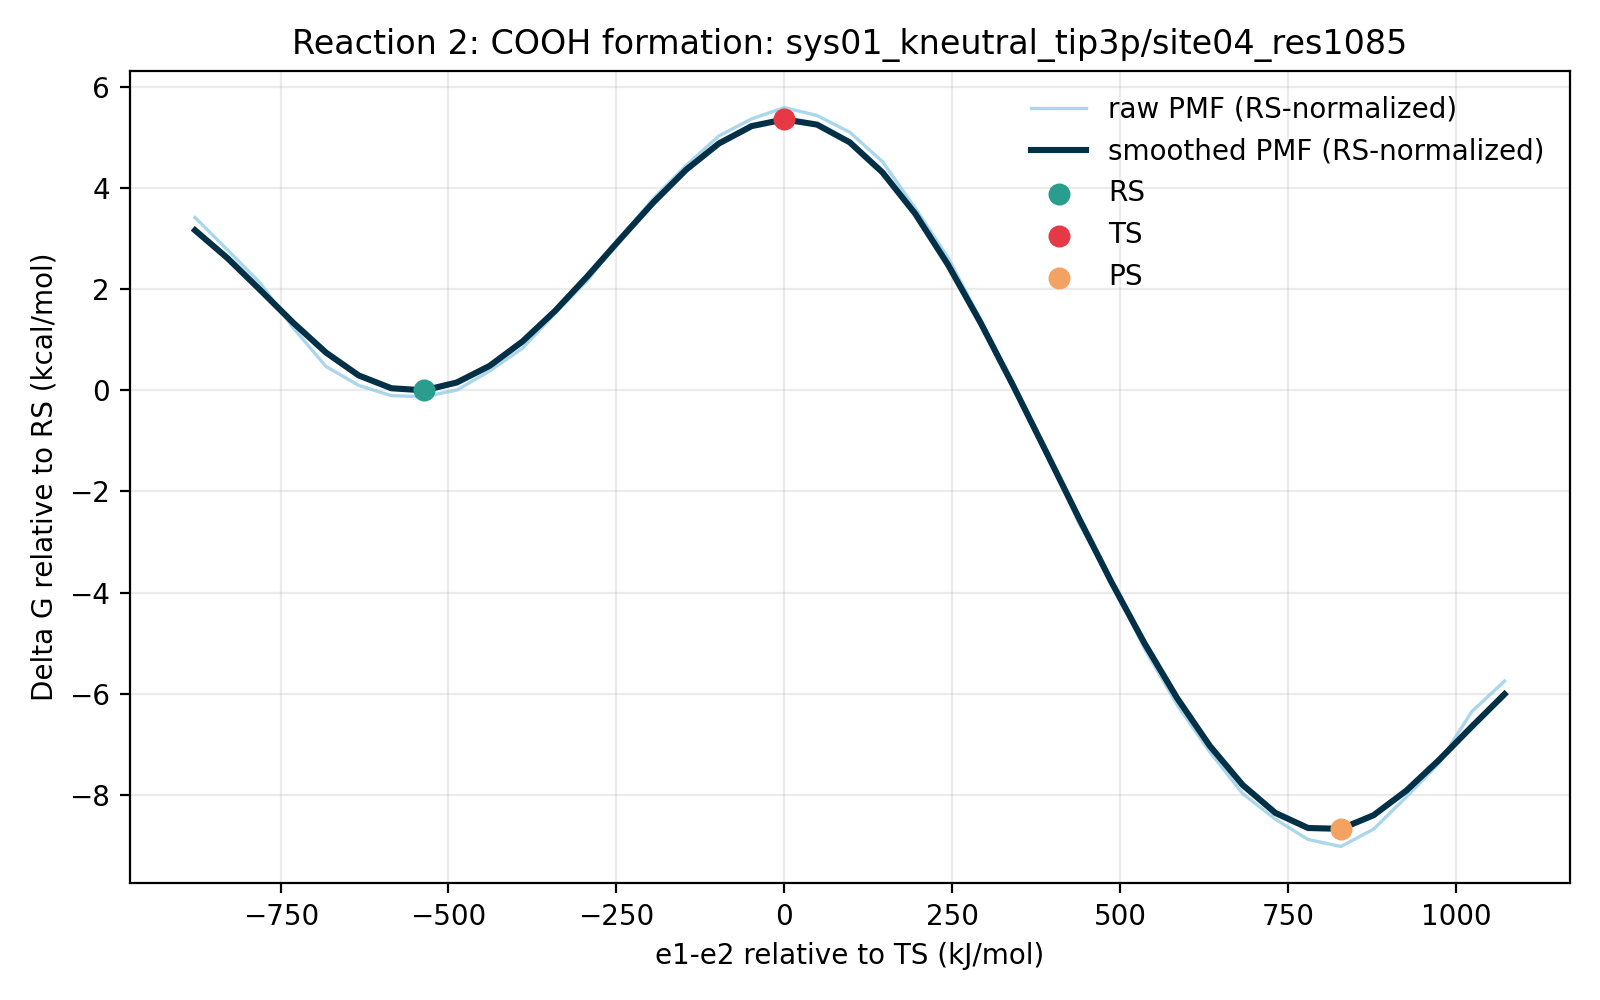 Reaction 2: COOH formation: sys01_kneutral_tip3p/site04_res1085
raw PMF (RS-normalized)
smoothed PMF (RS-normalized)
RS
TS
PS
Delta G relative to RS (kcal/mol)
6
4
2
0
−2
−4
−6
−8
−750
−500
−250
0
250
500
750
1000
e1-e2 relative to TS (kJ/mol)